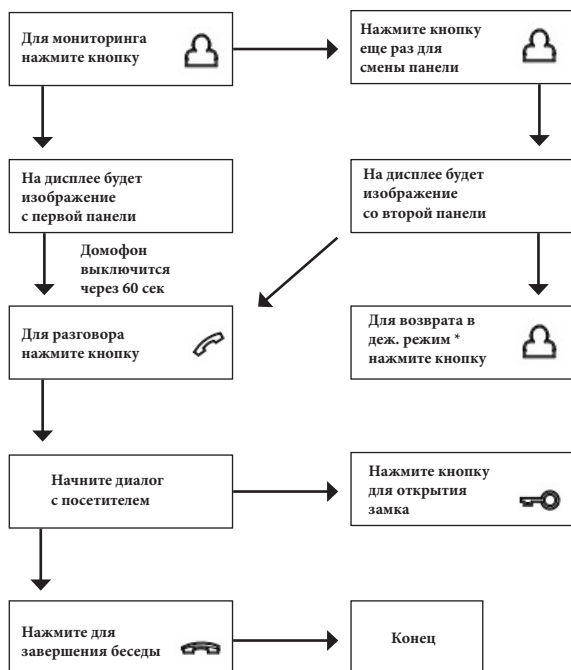 Для мониторинга
нажмите кнопку
Нажмите кнопку
еще раз для
смены панели
На дисплее будет
изображение
с первой панели
На дисплее будет
изображение
со второй панели
Домофон
выключится
через 60 сек
Для разговора
нажмите кнопку
Для возврата в
деж. режим *
нажмите кнопку
Начните диалог
с посетителем
Нажмите кнопку
для открытия
замка
Нажмите для
завершения беседы
Конец